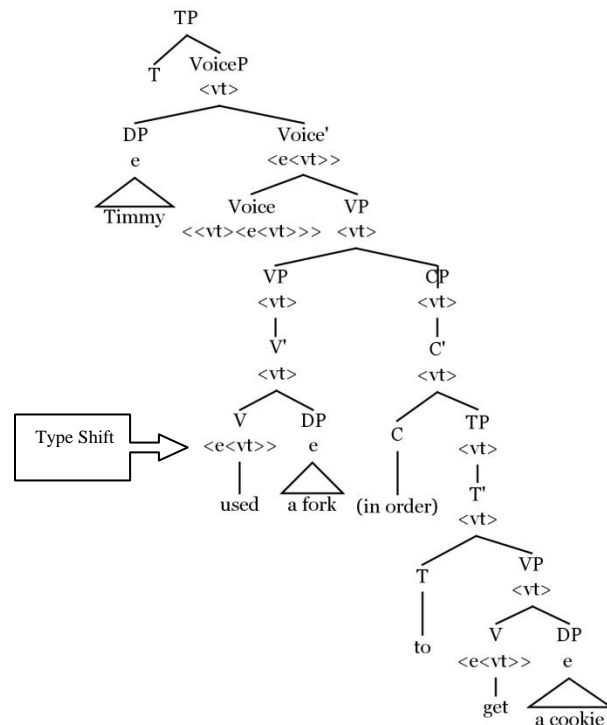 TP
T VoiceP
<vt>
DP Voice'
e <e<vt>>
Timmy Voice VP
<<vt><e<vt>>> <vt>
VP CP
<vt> <vt>
V' C'
<vt> <vt>
Type Shift V DP C TP
<e<vt>> e <vt>
used a fork (in order) T'
<vt>
T VP
<vt>
to V DP
<e<vt>> e
get a cookie